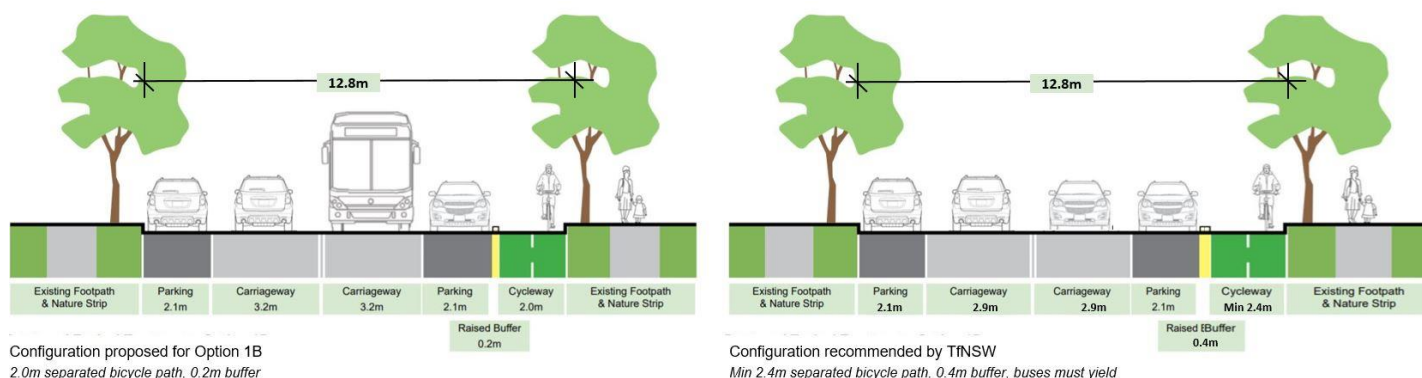 12.8m
Existing Footpath
& Nature Strip
Parking
2.1m
Carriageway
3.2m
Carriageway
3.2m
Parking
2.1m
Cycleway
2.0m
Existing Footpath
& Nature Strip
Raised Buffer
0.2m
Configuration proposed for Option 1B
2.0m separated bicycle path, 0.2m buffer
12.8m
Existing Footpath
& Nature Strip
Parking
2.1m
Carriageway
2.9m
Carriageway
2.9m
Parking
2.1m
Cycleway
Min 2.4m
Existing Footpath
& Nature Strip
Raised Buffer
0.4m
Configuration recommended by TfNSW
Min 2.4m separated bicycle path, 0.4m buffer, buses must yield